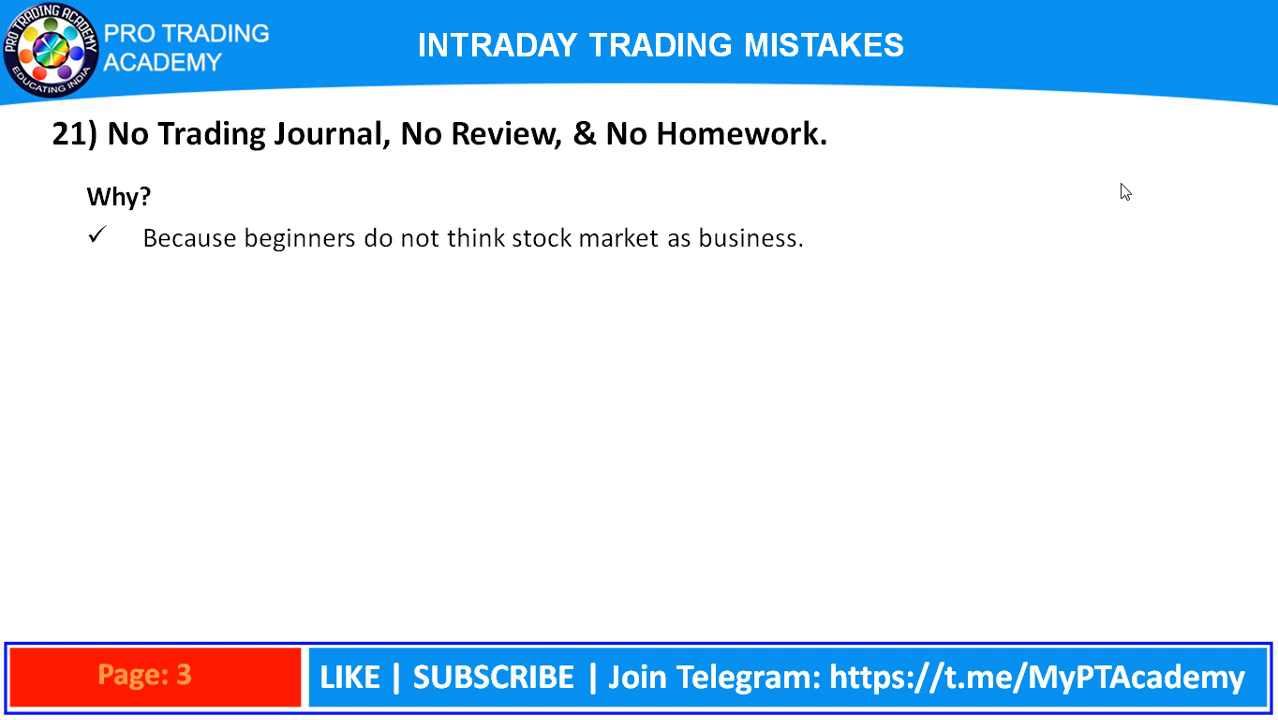 PRO TRADING ACADEMY
EDUCATING INDIA
PRO TRADING
ACADEMY
INTRADAY TRADING MISTAKES
21) No Trading Journal, No Review, & No Homework.
Why?
✓ Because beginners do not think stock market as business.
Page: 3
LIKE | SUBSCRIBE | Join Telegram: https://t.me/MyPTAcademy